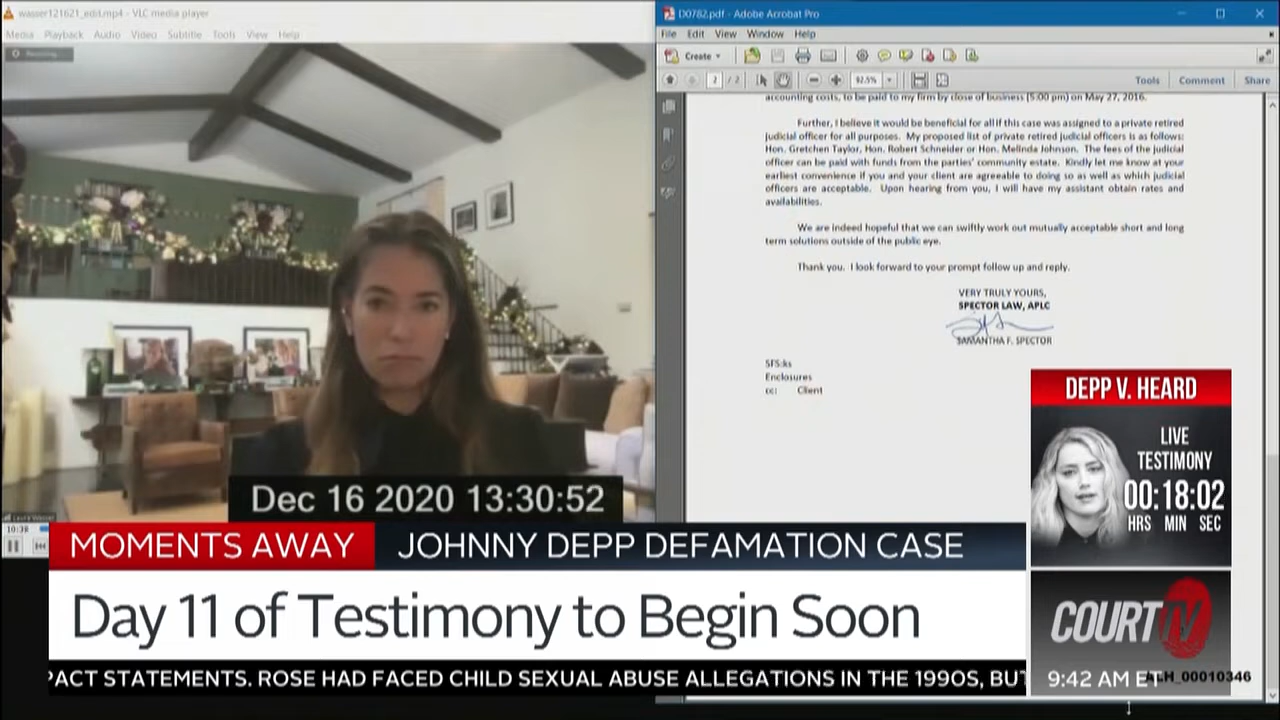 wasser121621_edit.mp4 - VLC media player
Media Playback Audio Video Subtitle Tools View Help
Recording...
Laura Wasser
10:38
Dec 16 2020 13:30:52
D0782.pdf - Adobe Acrobat Pro
File Edit View Window Help
Create
2 / 2
92.5%
Tools Comment Share
accounting costs, to be paid to my firm by close of business (5:00 pm) on May 27, 2016.
Further, I believe it would be beneficial for all if this case was assigned to a private retired
judicial officer for all purposes. My proposed list of private retired judicial officers is as follows:
Hon. Gretchen Taylor, Hon. Robert Schneider or Hon. Melinda Johnson. The fees of the judicial
officer can be paid with funds from the parties' community estate. Kindly let me know at your
earliest convenience if you and your client are agreeable to doing so as well as which judicial
officers are acceptable. Upon hearing from you, I will have my assistant obtain rates and
availabilities.
We are indeed hopeful that we can swiftly work out mutually acceptable short and long
term solutions outside of the public eye.
Thank you. I look forward to your prompt follow up and reply.
VERY TRULY YOURS,
SPECTOR LAW, APLC
SAMANTHA F. SPECTOR
SFS:ks
Enclosures
cc: Client
DEPP V. HEARD
LIVE
TESTIMONY
00:18:02
HRS MIN SEC
MOMENTS AWAY
JOHNNY DEPP DEFAMATION CASE
Day 11 of Testimony to Begin Soon
COURT TV
PACT STATEMENTS. ROSE HAD FACED CHILD SEXUAL ABUSE ALLEGATIONS IN THE 1990S, BUT
9:42 AM ET
ALH_00010346